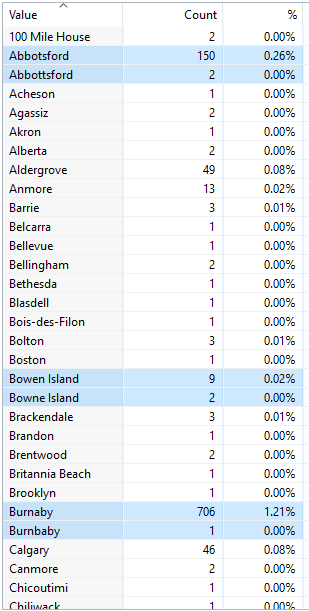 Value Count %
100 Mile House 2 0.00%
Abbotsford 150 0.26%
Abbottsford 2 0.00%
Acheson 1 0.00%
Agassiz 2 0.00%
Akron 1 0.00%
Alberta 2 0.00%
Aldergrove 49 0.08%
Anmore 13 0.02%
Barrie 3 0.01%
Belcarra 1 0.00%
Bellevue 1 0.00%
Bellingham 2 0.00%
Bethesda 1 0.00%
Blasdell 1 0.00%
Bois-des-Filon 1 0.00%
Bolton 3 0.01%
Boston 1 0.00%
Bowen Island 9 0.02%
Bowne Island 2 0.00%
Brackendale 3 0.01%
Brandon 1 0.00%
Brentwood 2 0.00%
Britannia Beach 1 0.00%
Brooklyn 1 0.00%
Burnaby 706 1.21%
Burnbaby 1 0.00%
Calgary 46 0.08%
Canmore 2 0.00%
Chicoutimi 1 0.00%
Chiliwack 1 0.00%